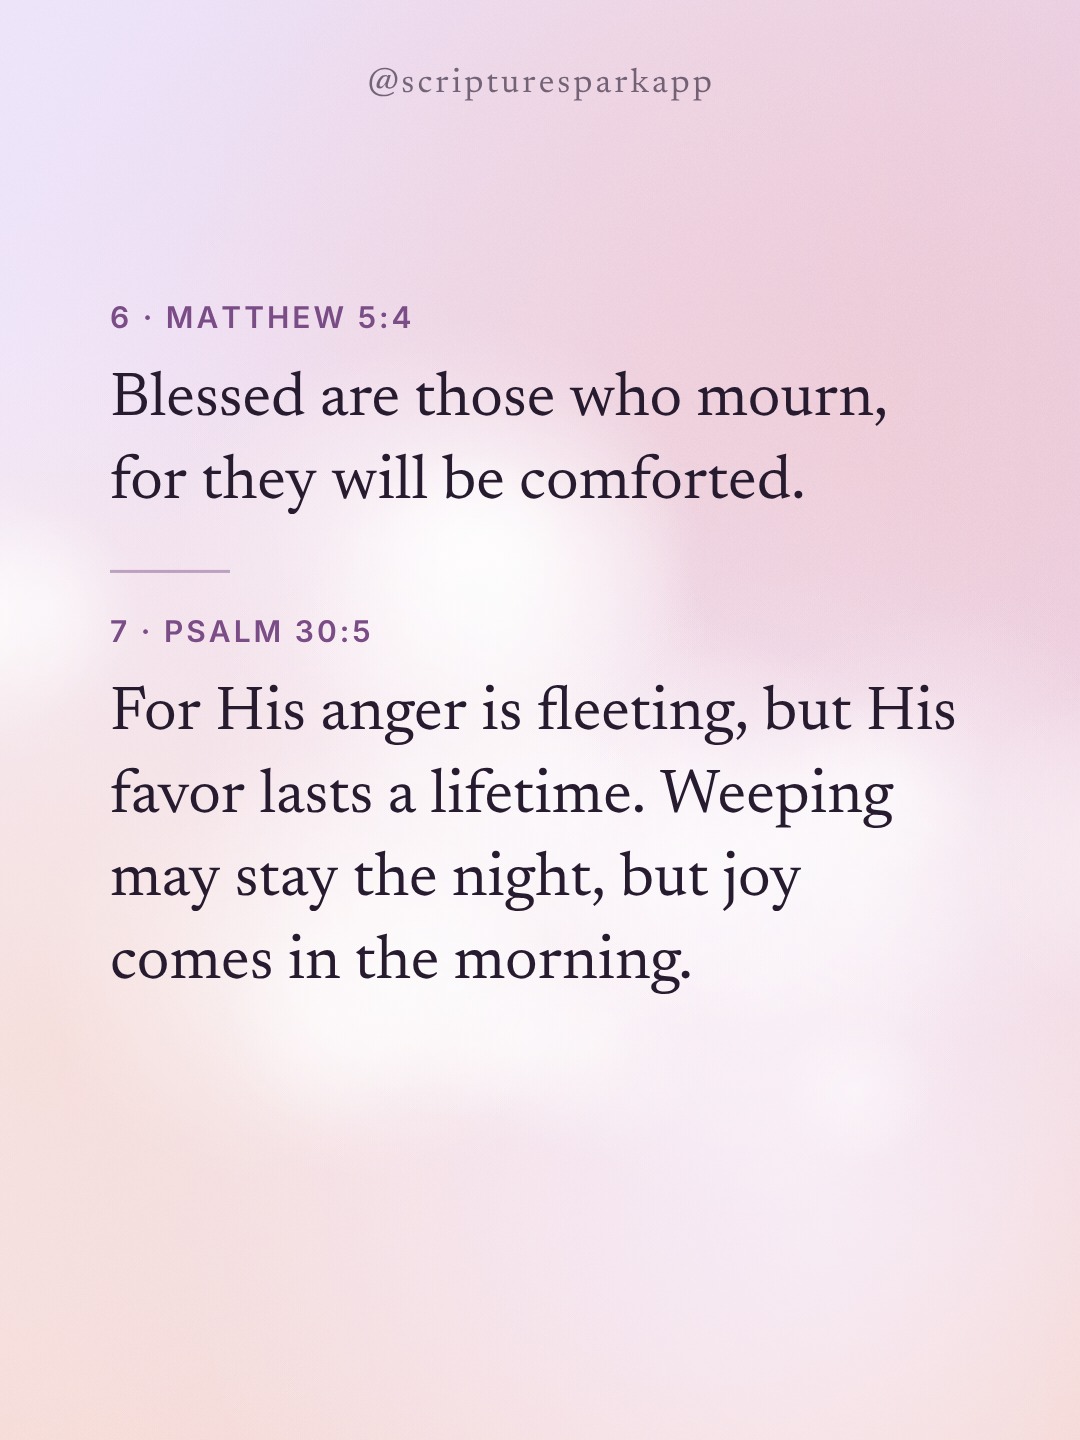 @scripturesparkapp
6 · MATTHEW 5:4
Blessed are those who mourn,
for they will be comforted.
7 · PSALM 30:5
For His anger is fleeting, but His
favor lasts a lifetime. Weeping
may stay the night, but joy
comes in the morning.